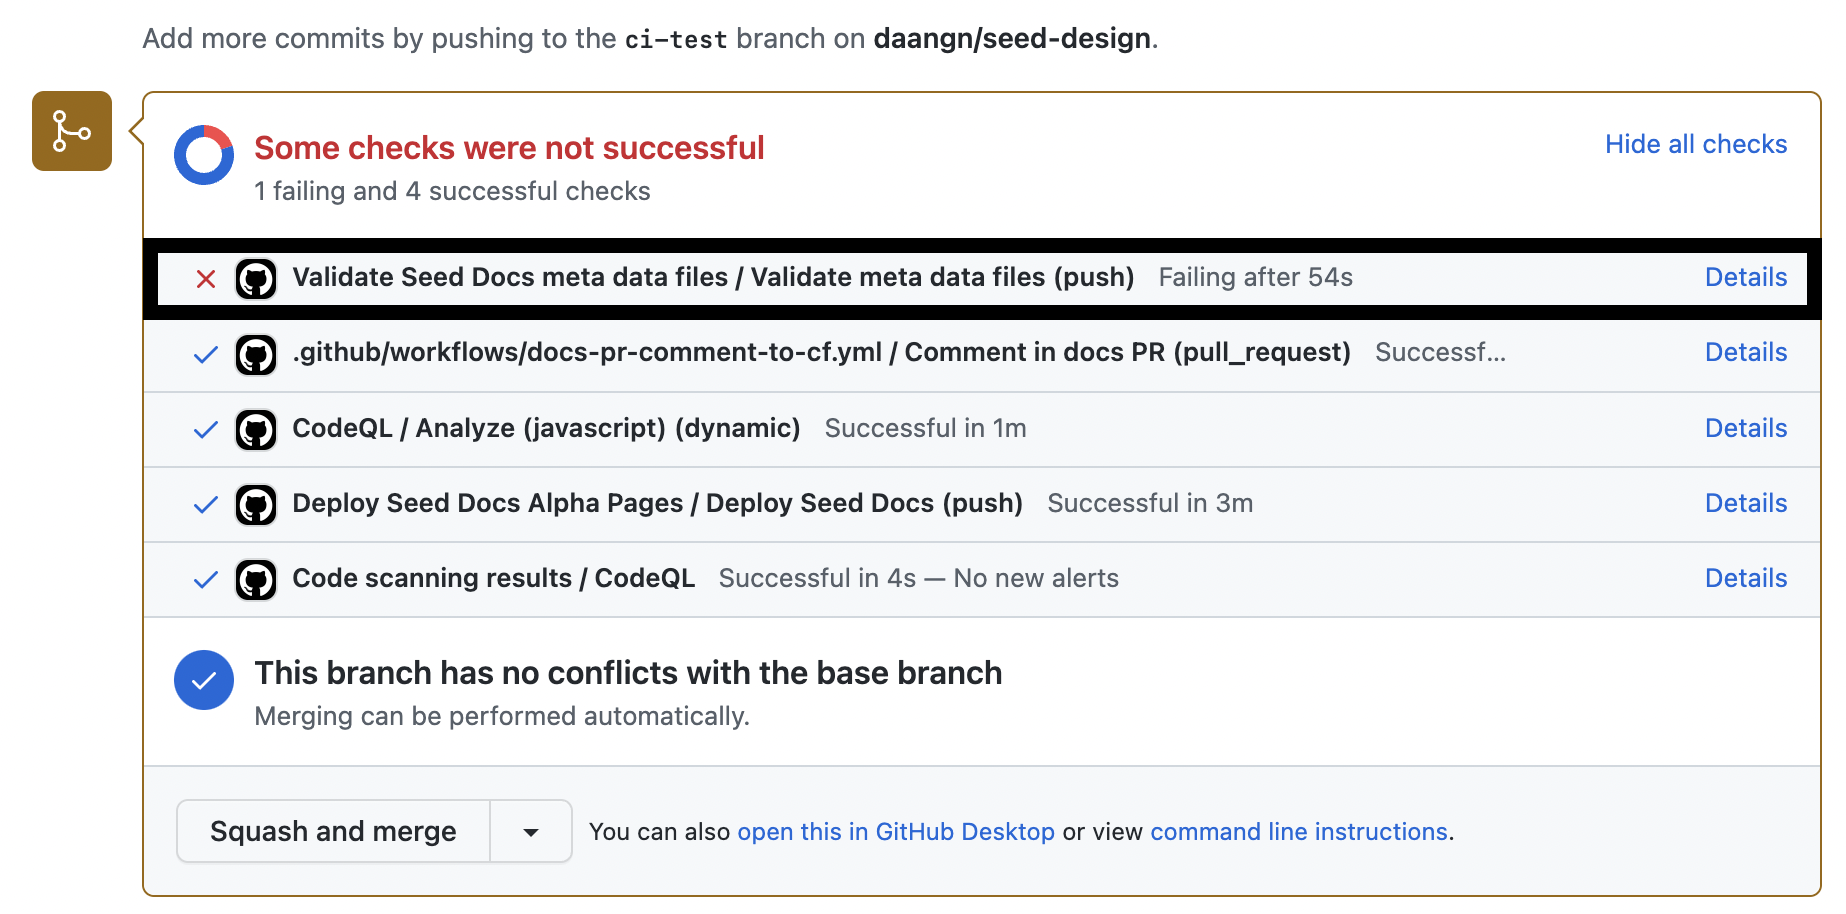 Add more commits by pushing to the ci-test branch on daangn/seed-design.
Some checks were not successful
Hide all checks
1 failing and 4 successful checks
Validate Seed Docs meta data files / Validate meta data files (push) Failing after 54s Details
.github/workflows/docs-pr-comment-to-cf.yml / Comment in docs PR (pull_request) Successf... Details
CodeQL / Analyze (javascript) (dynamic) Successful in 1m Details
Deploy Seed Docs Alpha Pages / Deploy Seed Docs (push) Successful in 3m Details
Code scanning results / CodeQL Successful in 4s — No new alerts Details
This branch has no conflicts with the base branch
Merging can be performed automatically.
Squash and merge You can also open this in GitHub Desktop or view command line instructions.